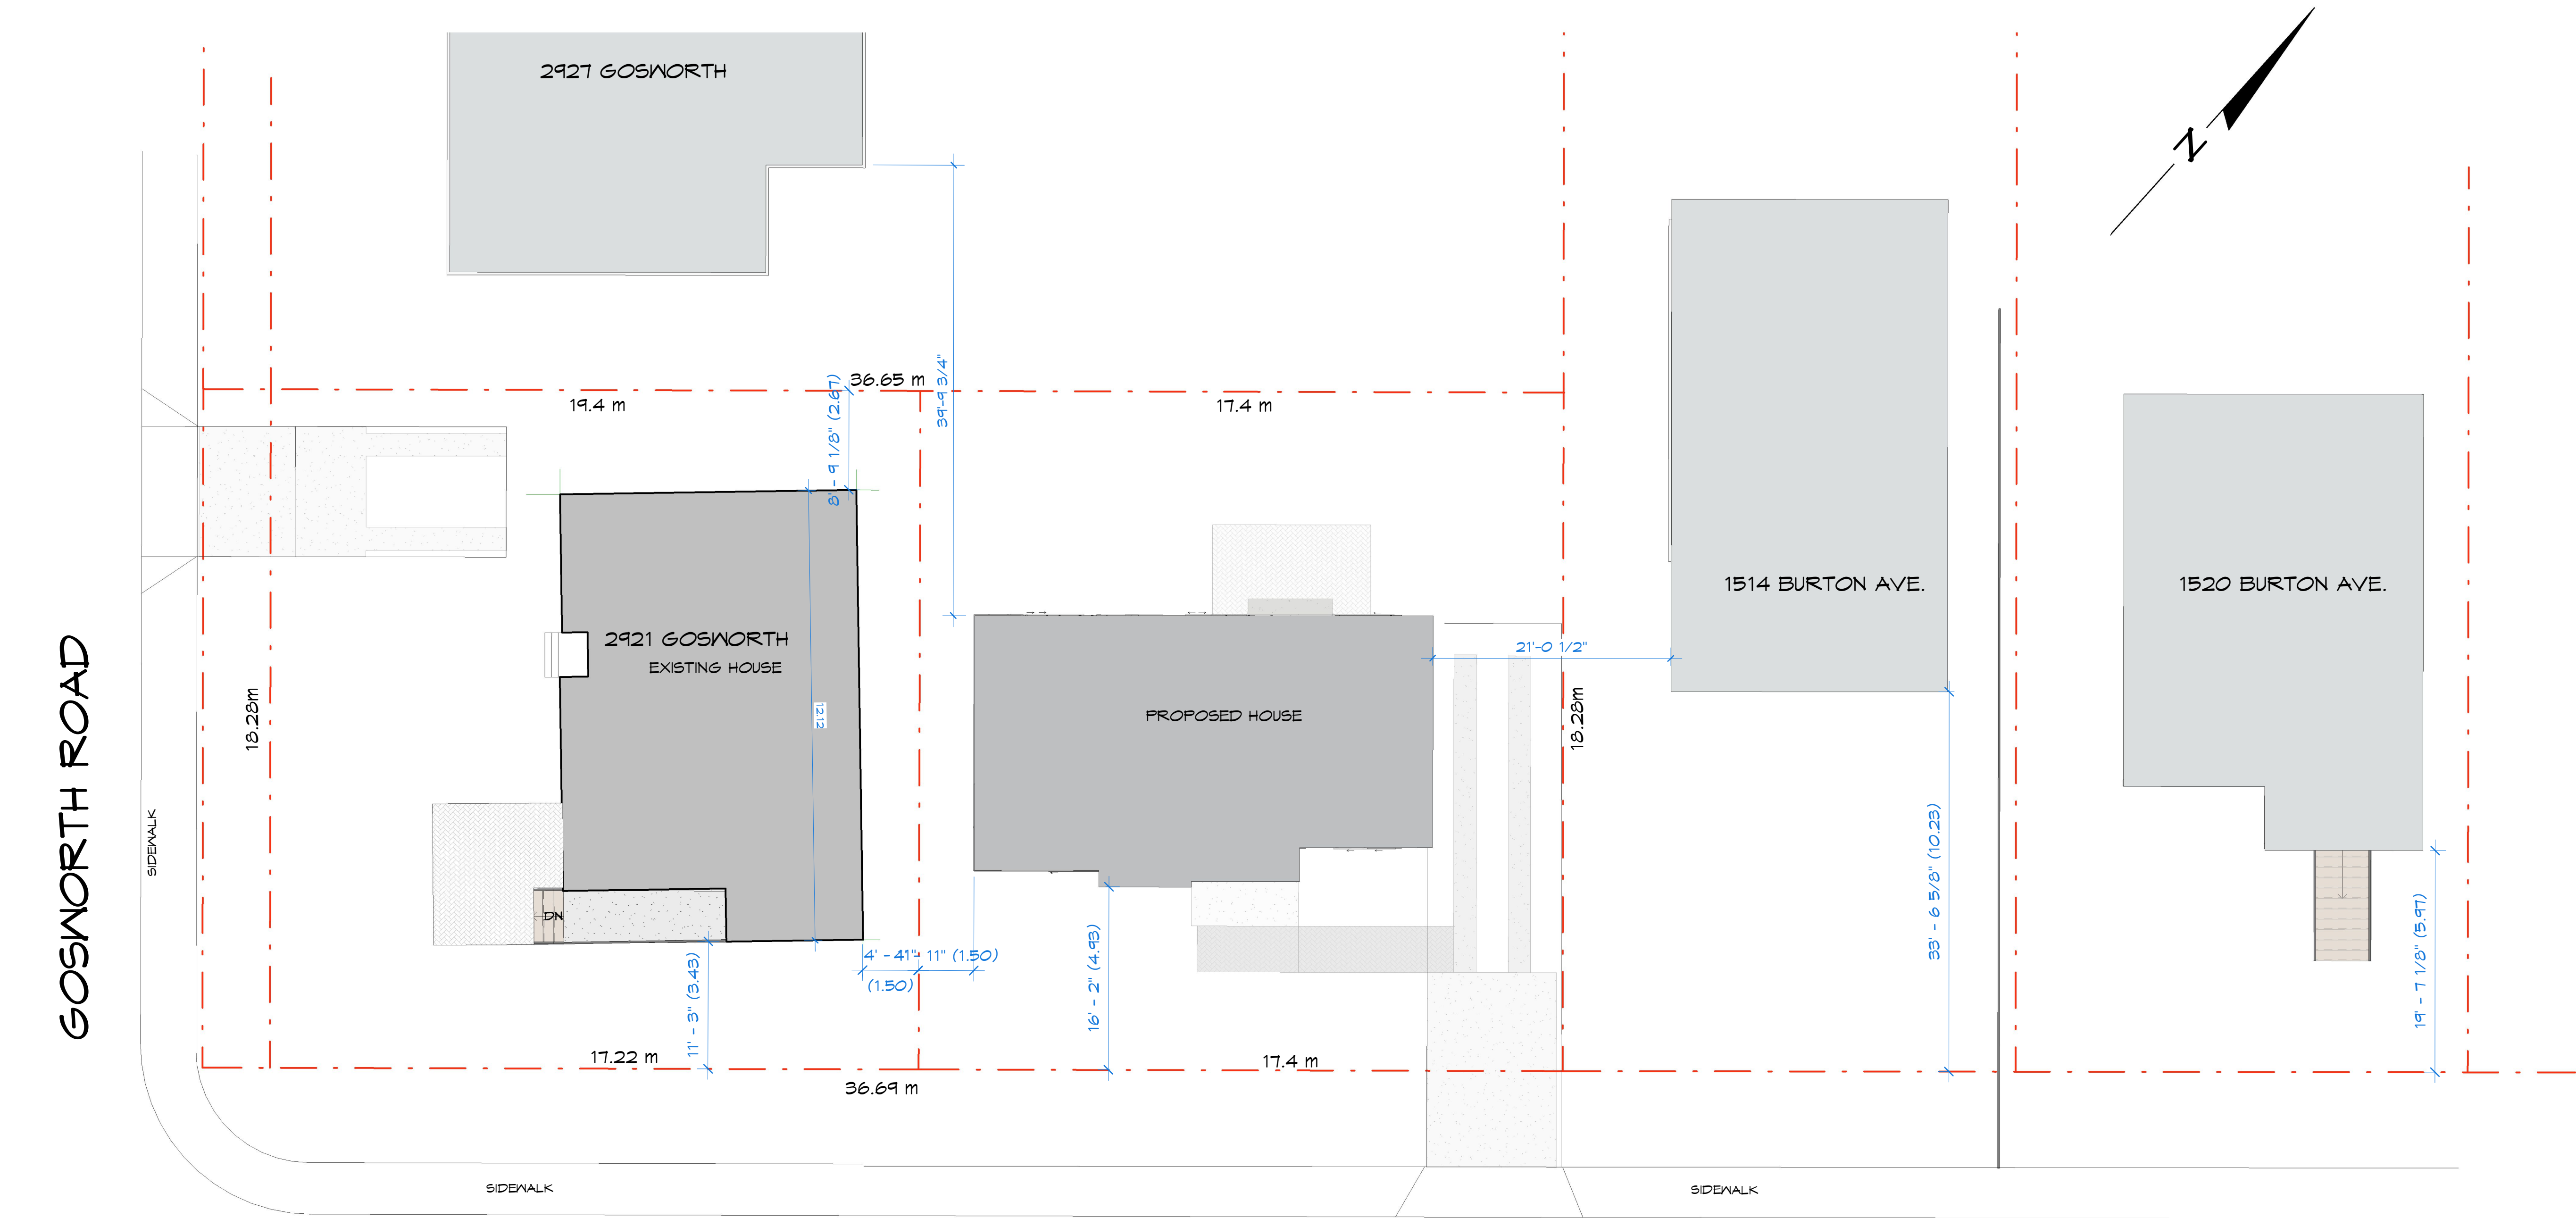 2927 GOSWORTH
N
36.65 m
19.4 m
17.4 m
8' - 9 1/8" (2.67)
39'-9 3/4"
1514 BURTON AVE.
1520 BURTON AVE.
2921 GOSWORTH
EXISTING HOUSE
21'-0 1/2"
12.12
PROPOSED HOUSE
18.28m
18.28m
GOSWORTH ROAD
SIDEWALK
DN
4' - 41"- 11" (1.50)
(1.50)
11' - 3" (3.43)
16' - 2" (4.93)
33' - 6 5/8" (10.23)
19' - 7 1/8" (5.97)
17.22 m
17.4 m
36.69 m
SIDEWALK
SIDEWALK